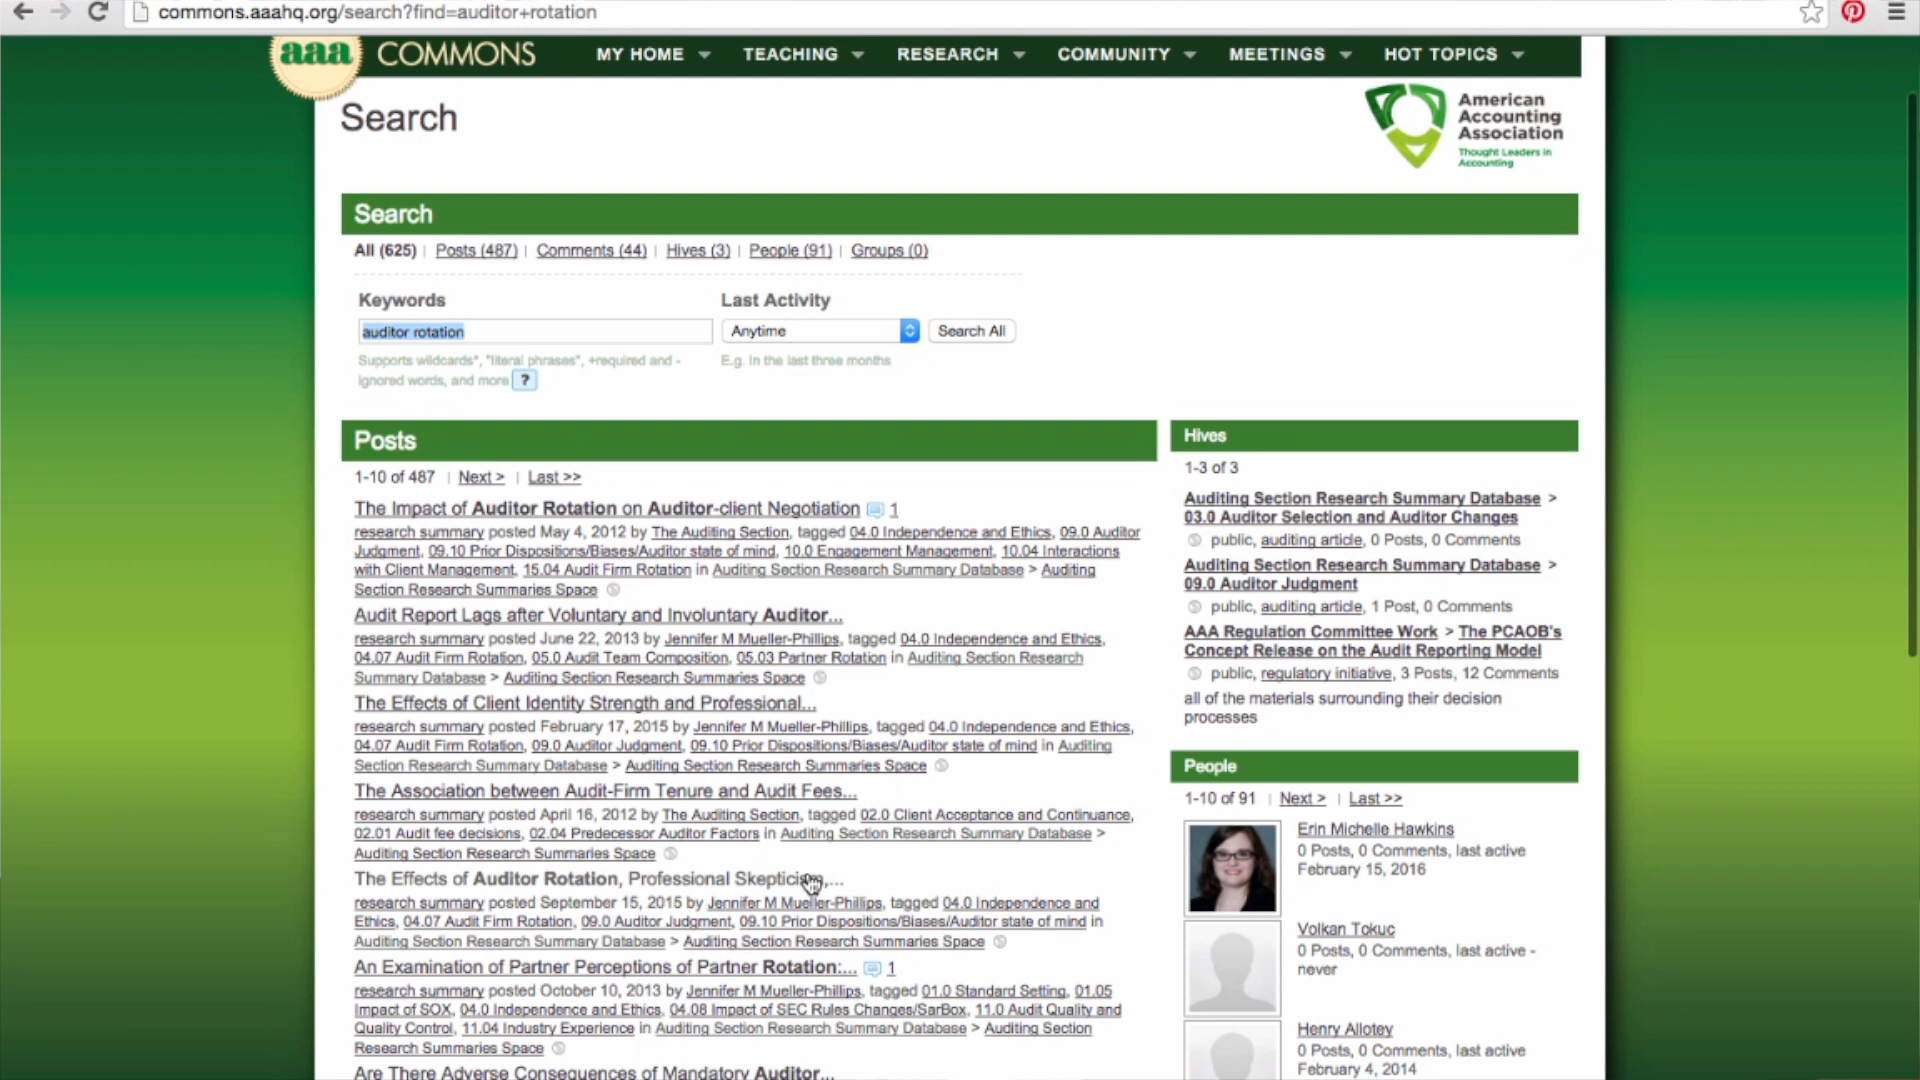 commons.aaahq.org/search?find=auditor+rotation
aaa COMMONS MY HOME TEACHING RESEARCH COMMUNITY MEETINGS HOT TOPICS
Search
American
Accounting
Association
Thought Leaders in
Accounting
Search
All (625) | Posts (487) | Comments (44) | Hives (3) | People (91) | Groups (0)
Keywords Last Activity
auditor rotation Anytime Search All
Supports wildcards*, "literal phrases", +required and - E.g. In the last three months
ignored words, and more ?
Posts
1-10 of 487 | Next > | Last >>
The Impact of Auditor Rotation on Auditor-client Negotiation 1
research summary posted May 4, 2012 by The Auditing Section, tagged 04.0 Independence and Ethics, 09.0 Auditor
Judgment, 09.10 Prior Dispositions/Biases/Auditor state of mind, 10.0 Engagement Management, 10.04 Interactions
with Client Management, 15.04 Audit Firm Rotation in Auditing Section Research Summary Database > Auditing
Section Research Summaries Space
Audit Report Lags after Voluntary and Involuntary Auditor...
research summary posted June 22, 2013 by Jennifer M Mueller-Phillips, tagged 04.0 Independence and Ethics,
04.07 Audit Firm Rotation, 05.0 Audit Team Composition, 05.03 Partner Rotation in Auditing Section Research
Summary Database > Auditing Section Research Summaries Space
The Effects of Client Identity Strength and Professional...
research summary posted February 17, 2015 by Jennifer M Mueller-Phillips, tagged 04.0 Independence and Ethics,
04.07 Audit Firm Rotation, 09.0 Auditor Judgment, 09.10 Prior Dispositions/Biases/Auditor state of mind in Auditing
Section Research Summary Database > Auditing Section Research Summaries Space
The Association between Audit-Firm Tenure and Audit Fees...
research summary posted April 16, 2012 by The Auditing Section, tagged 02.0 Client Acceptance and Continuance,
02.01 Audit fee decisions, 02.04 Predecessor Auditor Factors in Auditing Section Research Summary Database >
Auditing Section Research Summaries Space
The Effects of Auditor Rotation, Professional Skepticism,...
research summary posted September 15, 2015 by Jennifer M Mueller-Phillips, tagged 04.0 Independence and
Ethics, 04.07 Audit Firm Rotation, 09.0 Auditor Judgment, 09.10 Prior Dispositions/Biases/Auditor state of mind in
Auditing Section Research Summary Database > Auditing Section Research Summaries Space
An Examination of Partner Perceptions of Partner Rotation:... 1
research summary posted October 10, 2013 by Jennifer M Mueller-Phillips, tagged 01.0 Standard Setting, 01.05
Impact of SOX, 04.0 Independence and Ethics, 04.08 Impact of SEC Rules Changes/SarBox, 11.0 Audit Quality and
Quality Control, 11.04 Industry Experience in Auditing Section Research Summary Database > Auditing Section
Research Summaries Space
Are There Adverse Consequences of Mandatory Auditor...
Hives
1-3 of 3
Auditing Section Research Summary Database >
03.0 Auditor Selection and Auditor Changes
public, auditing article, 0 Posts, 0 Comments
Auditing Section Research Summary Database >
09.0 Auditor Judgment
public, auditing article, 1 Post, 0 Comments
AAA Regulation Committee Work > The PCAOB's
Concept Release on the Audit Reporting Model
public, regulatory initiative, 3 Posts, 12 Comments
all of the materials surrounding their decision
processes
People
1-10 of 91 | Next > | Last >>
Erin Michelle Hawkins
0 Posts, 0 Comments, last active
February 15, 2016
Volkan Tokuc
0 Posts, 0 Comments, last active -
never
Henry Allotey
0 Posts, 0 Comments, last active
February 4, 2014